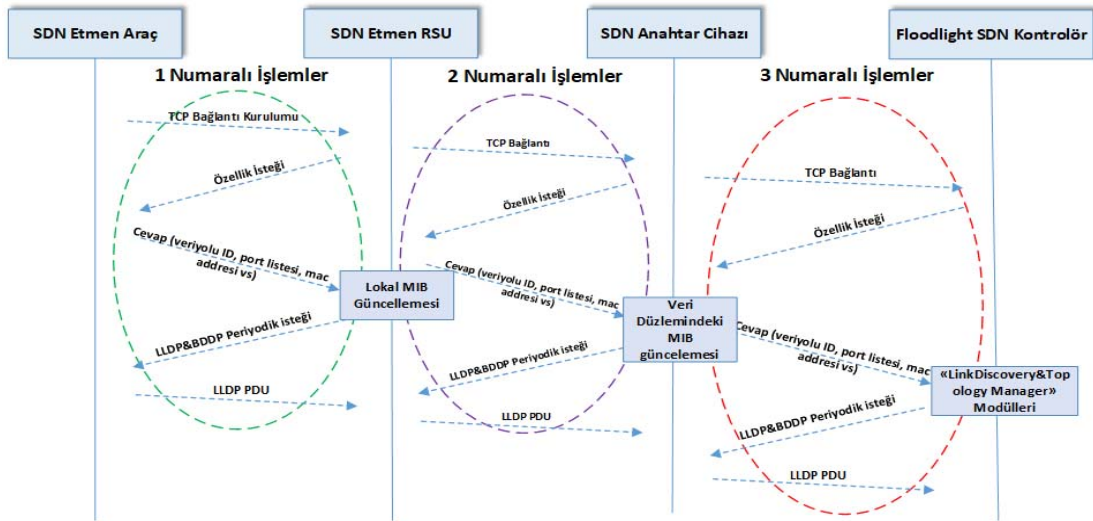 SDN Etmen Araç
SDN Etmen RSU
SDN Anahtar Cihazı
Floodlight SDN Kontrolör
1 Numaralı İşlemler
2 Numaralı İşlemler
3 Numaralı İşlemler
TCP Bağlantı Kurulumu
Özellik İsteği
Cevap (veriyolu ID, port listesi, mac
addresi vs)
Lokal MIB
Güncellemesi
LLDP&BDDP Periyodik isteği
LLDP PDU
TCP Bağlantı
Özellik İsteği
Cevap (veriyolu ID, port listesi, mac
addresi vs)
Veri
Düzlemindeki
MIB
güncelemesi
LLDP&BDDP Periyodik isteği
LLDP PDU
TCP Bağlantı
Özellik İsteği
Cevap (veriyolu ID, port listesi, mac
addresi vs)
«LinkDiscovery&Top
ology Manager»
Modülleri
LLDP&BDDP Periyodik isteği
LLDP PDU